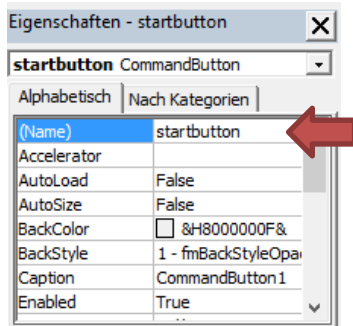 Eigenschaften - startbutton
startbutton CommandButton
Alphabetisch Nach Kategorien
(Name) startbutton
Accelerator
AutoLoad False
AutoSize False
BackColor &H8000000F&
BackStyle 1 - fmBackStyleOpa
Caption CommandButton1
Enabled True